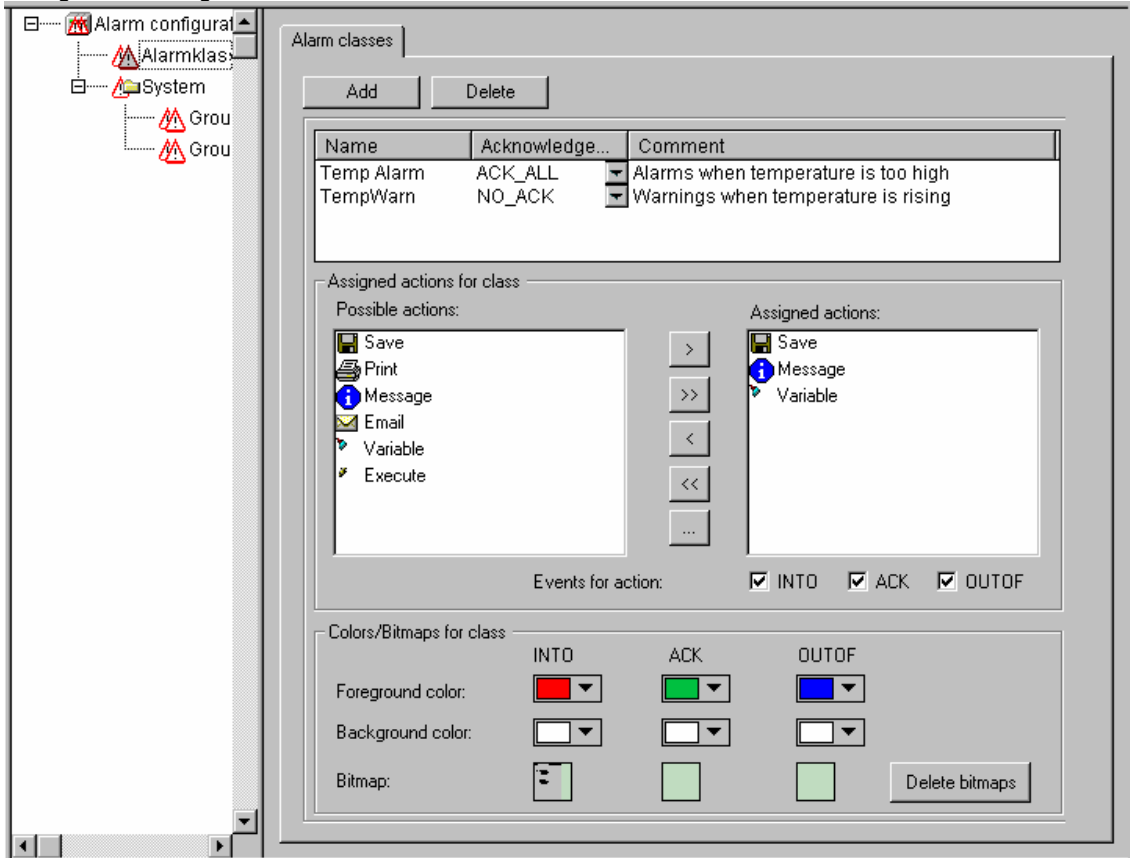 Alarm configurat
Alarmklas
System
Grou
Grou
Alarm classes
Add Delete
Name Acknowledge... Comment
Temp Alarm ACK_ALL Alarms when temperature is too high
TempWarn NO_ACK Warnings when temperature is rising
Assigned actions for class
Possible actions: Assigned actions:
Save > Save
Print Message
Message >> Variable
Email
Variable <
Execute <<
...
Events for action: INTO ACK OUTOF
Colors/Bitmaps for class
INTO ACK OUTOF
Foreground color:
Background color:
Bitmap: Delete bitmaps